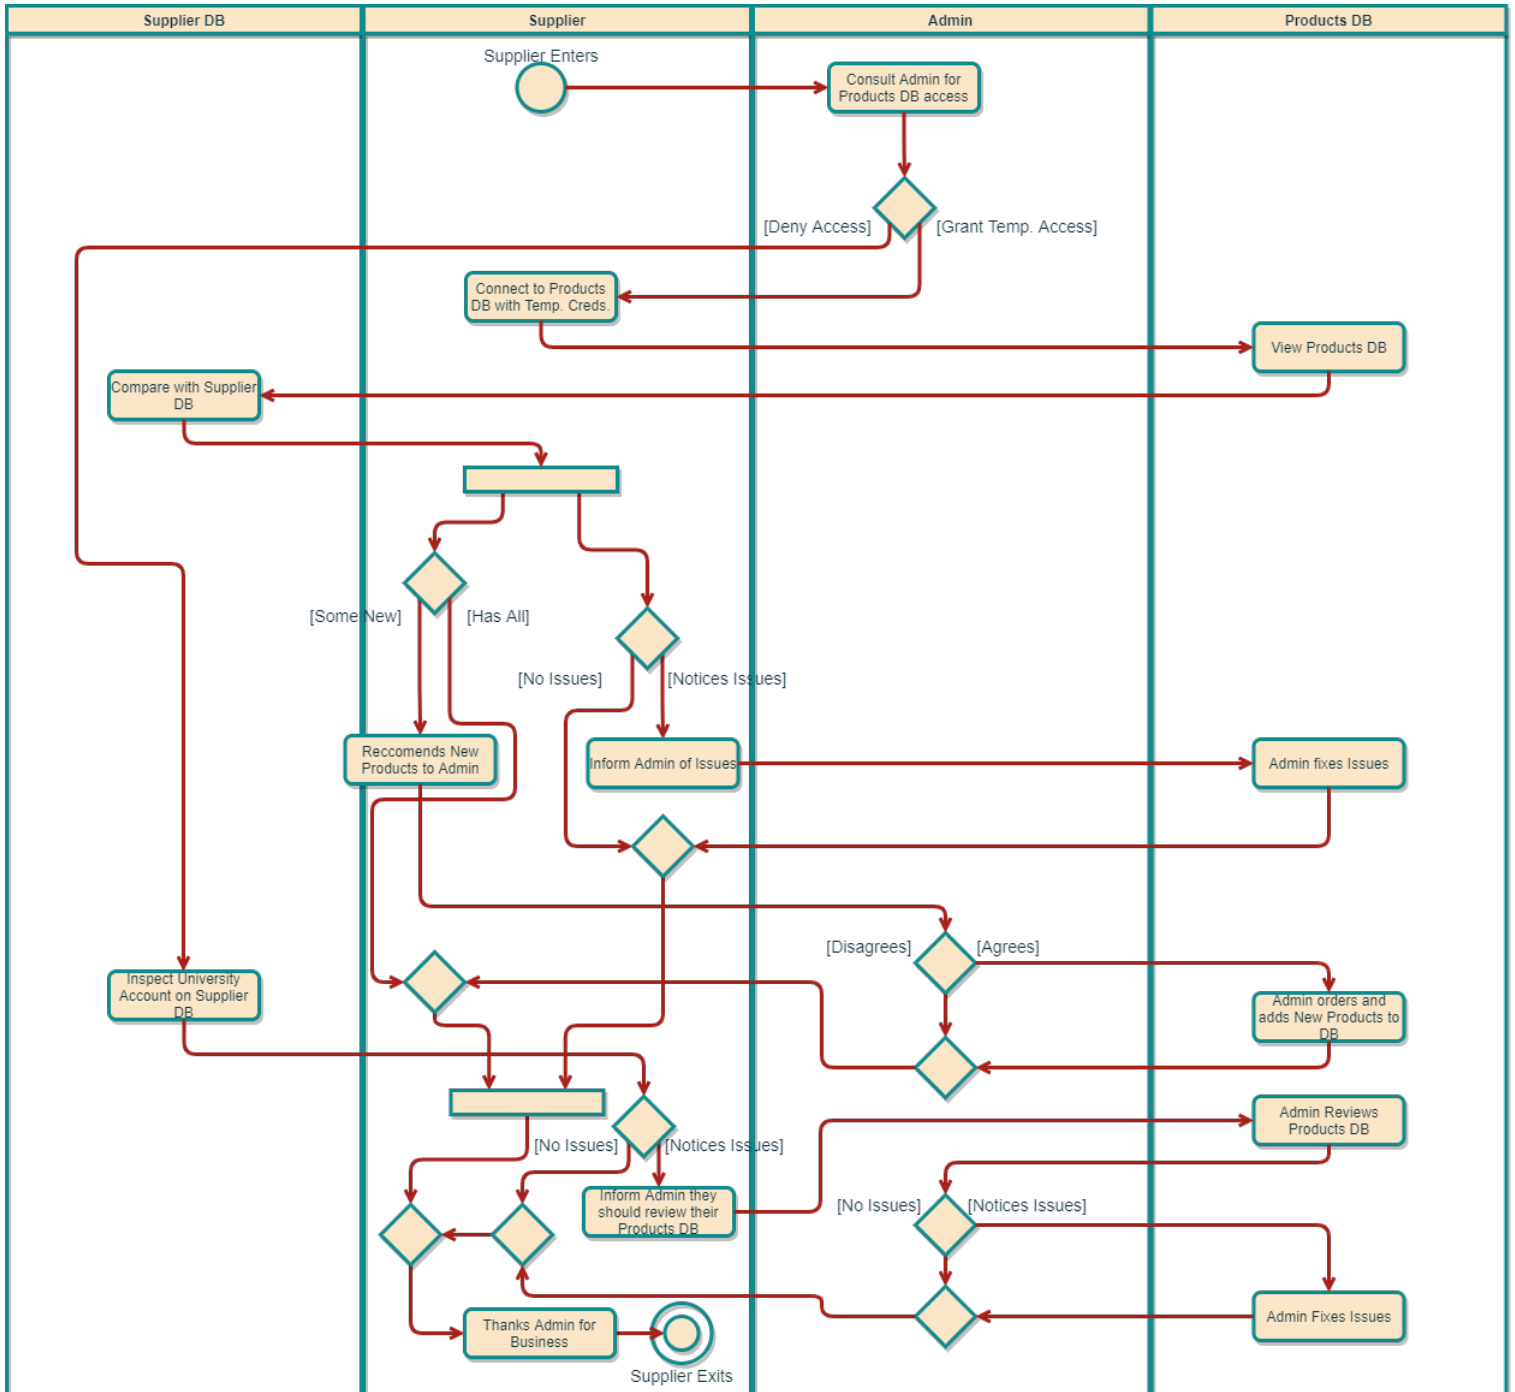 Supplier DB
Supplier
Admin
Products DB
Supplier Enters
Consult Admin for
Products DB access
[Deny Access]
[Grant Temp. Access]
Connect to Products
DB with Temp. Creds.
View Products DB
Compare with Supplier
DB
[Some New]
[Has All]
[No Issues]
[Notices Issues]
Reccomends New
Products to Admin
Inform Admin of Issues
Admin fixes Issues
[Disagrees]
[Agrees]
Inspect University
Account on Supplier
DB
Admin orders and
adds New Products to
DB
Admin Reviews
Products DB
[No Issues]
[Notices Issues]
Inform Admin they
should review their
Products DB
[No Issues]
[Notices Issues]
Thanks Admin for
Business
Admin Fixes Issues
Supplier Exits